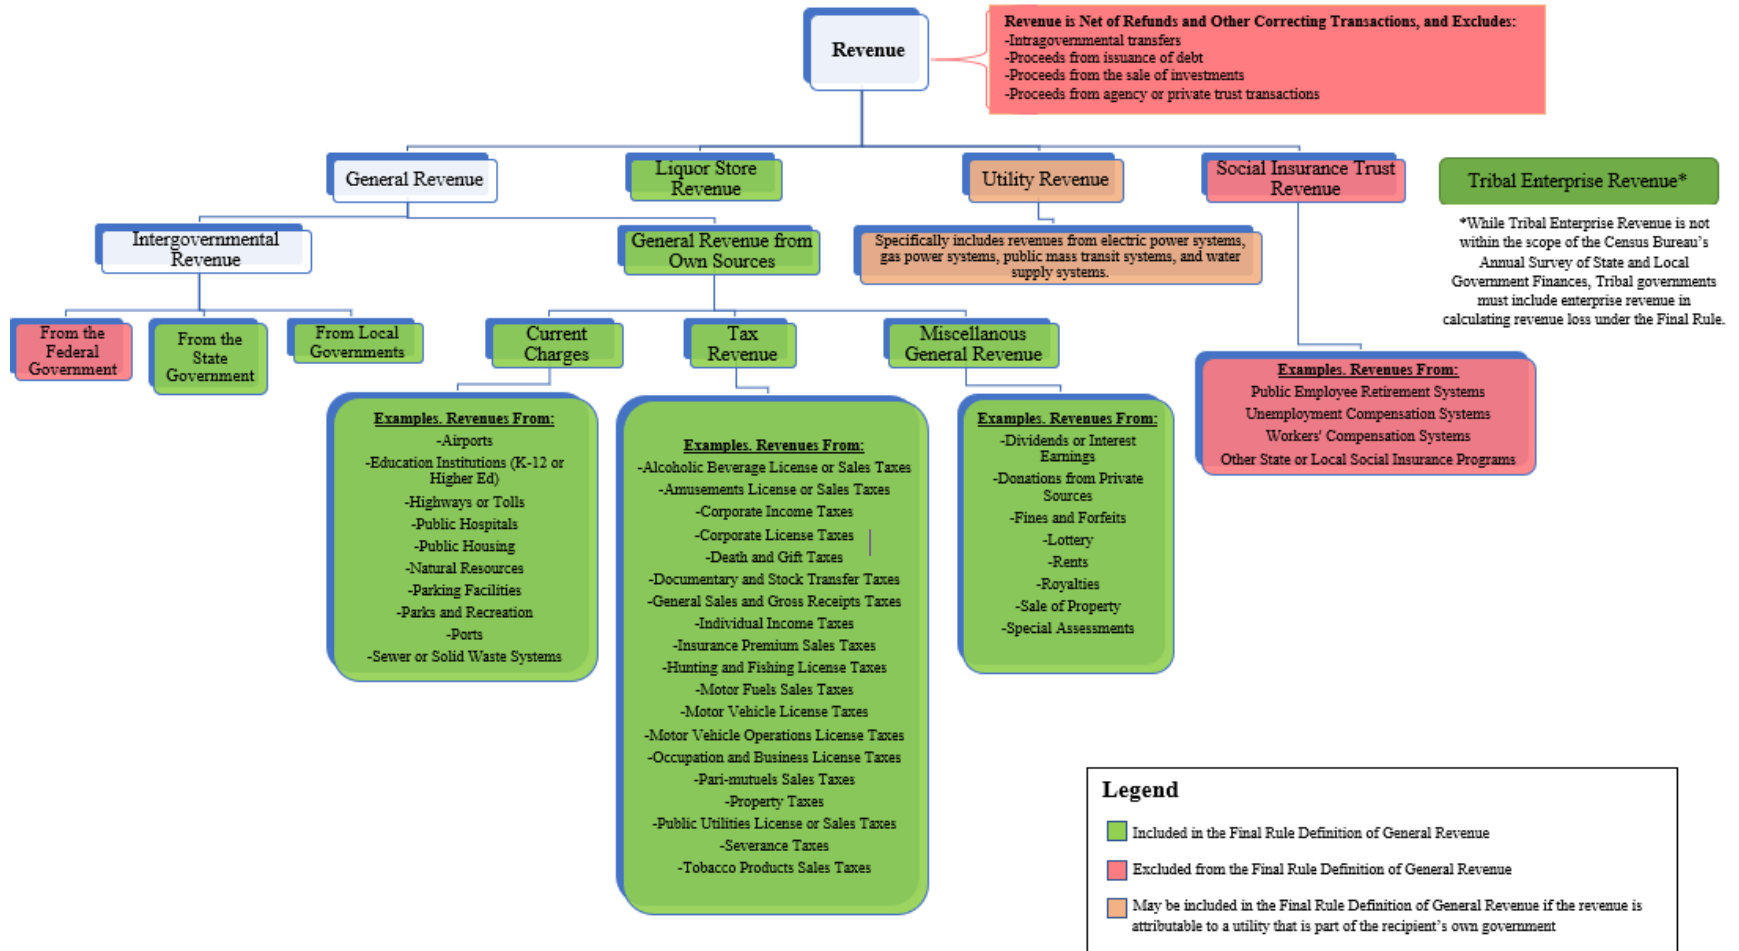 Revenue
Revenue is Net of Refunds and Other Correcting Transactions, and Excludes:
-Intragovernmental transfers
-Proceeds from issuance of debt
-Proceeds from the sale of investments
-Proceeds from agency or private trust transactions
General Revenue
Liquor Store
Revenue
Utility Revenue
Social Insurance Trust
Revenue
Tribal Enterprise Revenue*
*While Tribal Enterprise Revenue is not
within the scope of the Census Bureau's
Annual Survey of State and Local
Government Finances, Tribal governments
must include enterprise revenue in
calculating revenue loss under the Final Rule.
Intergovernmental
Revenue
General Revenue from
Own Sources
Specifically includes revenues from electric power systems,
gas power systems, public mass transit systems, and water
supply systems.
From the
Federal
Government
From the
State
Government
From Local
Governments
Current
Charges
Tax
Revenue
Miscellanous
General Revenue
Examples. Revenues From:
-Airports
-Education Institutions (K-12 or
Higher Ed)
-Highways or Tolls
-Public Hospitals
-Public Housing
-Natural Resources
-Parking Facilities
-Parks and Recreation
-Ports
-Sewer or Solid Waste Systems
Examples. Revenues From:
-Alcoholic Beverage License or Sales Taxes
-Amusements License or Sales Taxes
-Corporate Income Taxes
-Corporate License Taxes
-Death and Gift Taxes
-Documentary and Stock Transfer Taxes
-General Sales and Gross Receipts Taxes
-Individual Income Taxes
-Insurance Premium Sales Taxes
-Hunting and Fishing License Taxes
-Motor Fuels Sales Taxes
-Motor Vehicle License Taxes
-Motor Vehicle Operations License Taxes
-Occupation and Business License Taxes
-Pari-mutuels Sales Taxes
-Property Taxes
-Public Utilities License or Sales Taxes
-Severance Taxes
-Tobacco Products Sales Taxes
Examples. Revenues From:
-Dividends or Interest
Earnings
-Donations from Private
Sources
-Fines and Forfeits
-Lottery
-Rents
-Royalties
-Sale of Property
-Special Assessments
Examples. Revenues From:
Public Employee Retirement Systems
Unemployment Compensation Systems
Workers' Compensation Systems
Other State or Local Social Insurance Programs
Legend
Included in the Final Rule Definition of General Revenue
Excluded from the Final Rule Definition of General Revenue
May be included in the Final Rule Definition of General Revenue if the revenue is
attributable to a utility that is part of the recipient's own government